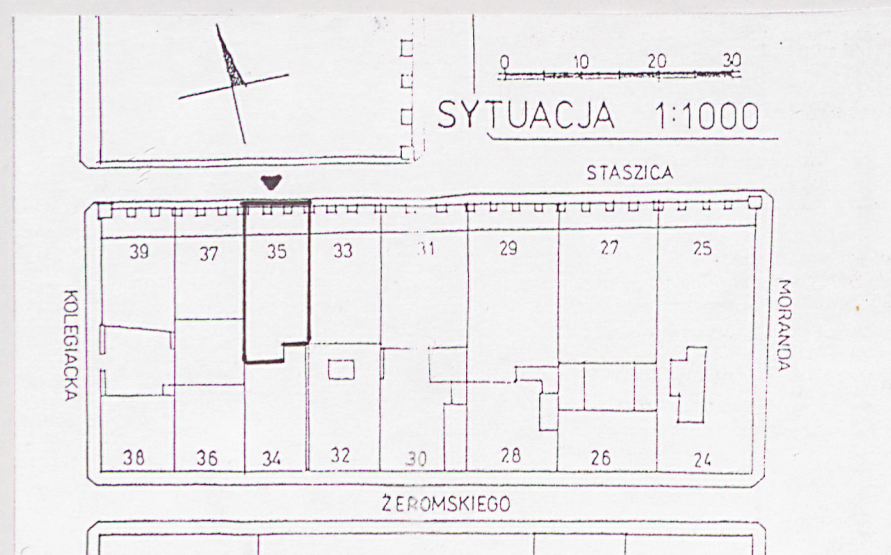 0 10 20 30
SYTUACJA 1:1000
STASZICA
39 37 35 33 31 29 27 25
KOLEGIACKA
MORANDA
38 36 34 32 30 28 26 24
ŻEROMSKIEGO